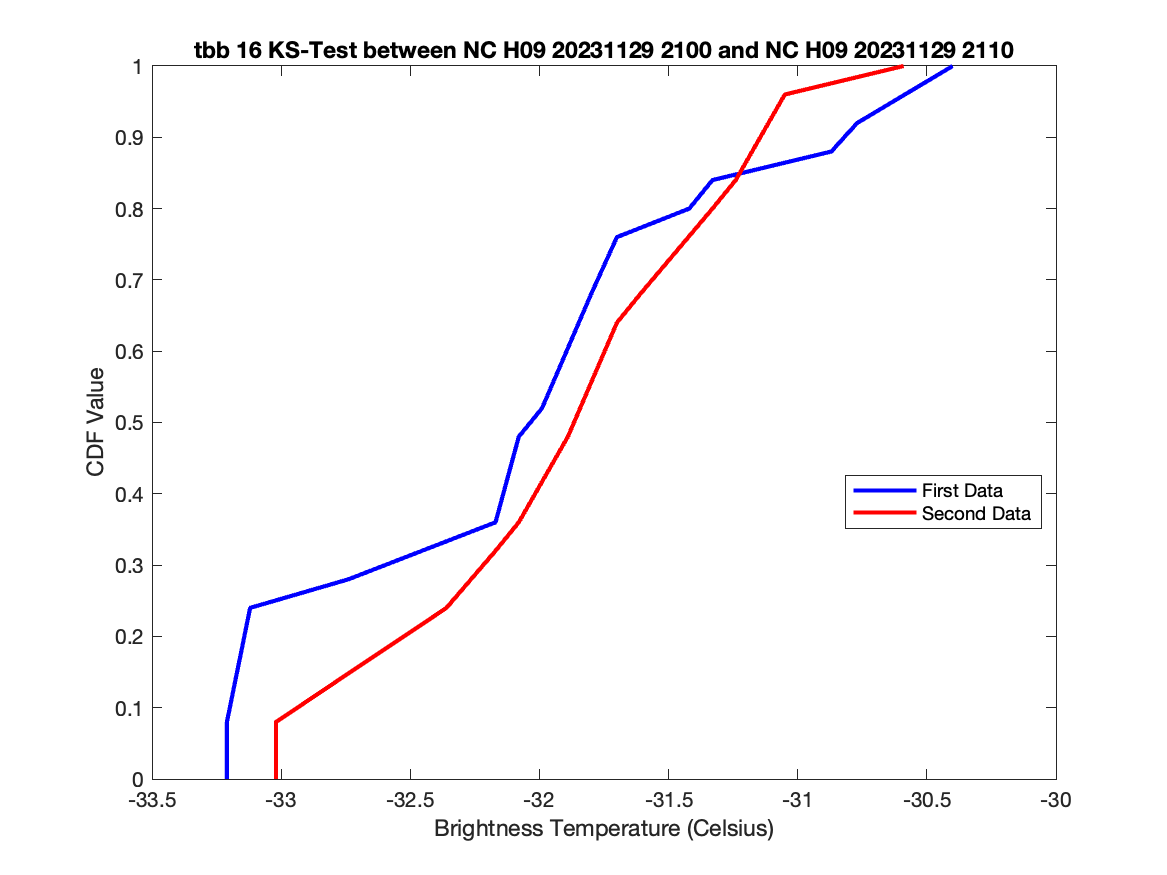 tbb 16 KS-Test between NC H09 20231129 2100 and NC H09 20231129 2110
1
0.9
0.8
0.7
0.6
0.5
0.4
0.3
0.2
0.1
0
CDF Value
First Data
Second Data
-33.5 -33 -32.5 -32 -31.5 -31 -30.5 -30
Brightness Temperature (Celsius)